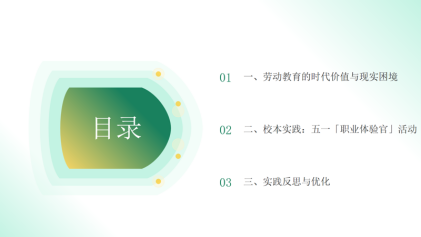 目录
01 一、劳动教育的时代价值与现实困境
02 二、校本实践：五一「职业体验官」活动
03 三、实践反思与优化